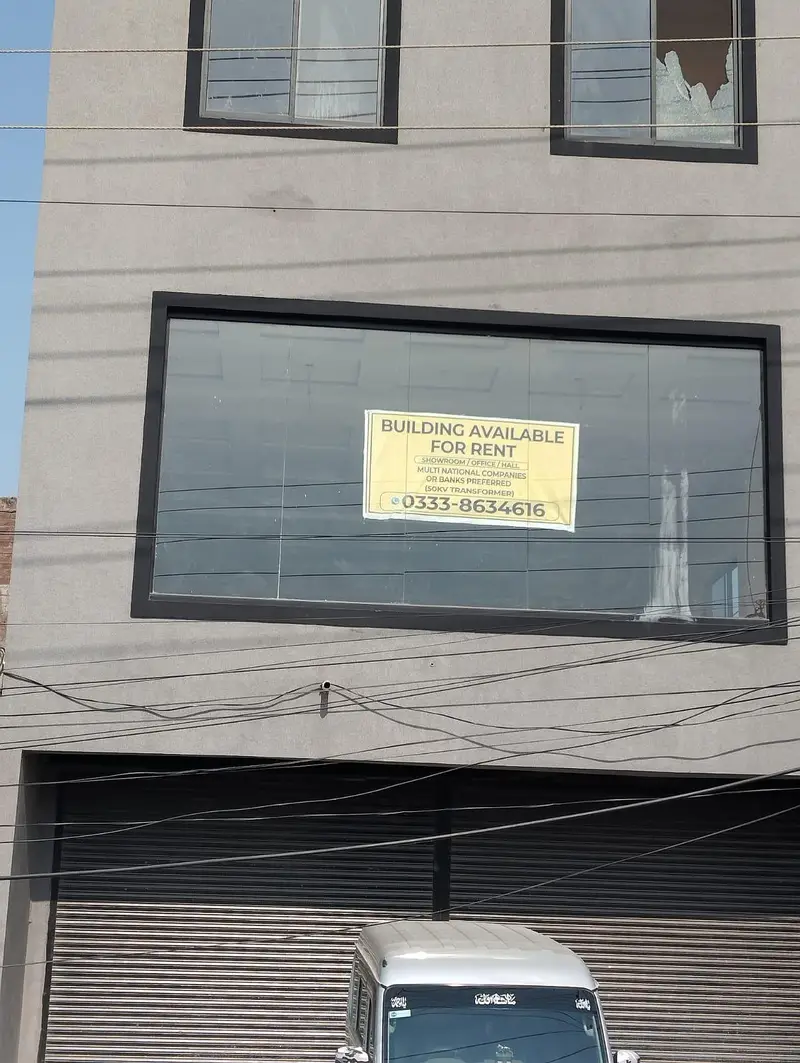 BUILDING AVAILABLE
FOR RENT
SHOWROOM / OFFICE / HALL
MULTI NATIONAL COMPANIES
OR BANKS PREFERRED
(50KV TRANSFORMER)
0333-8634616